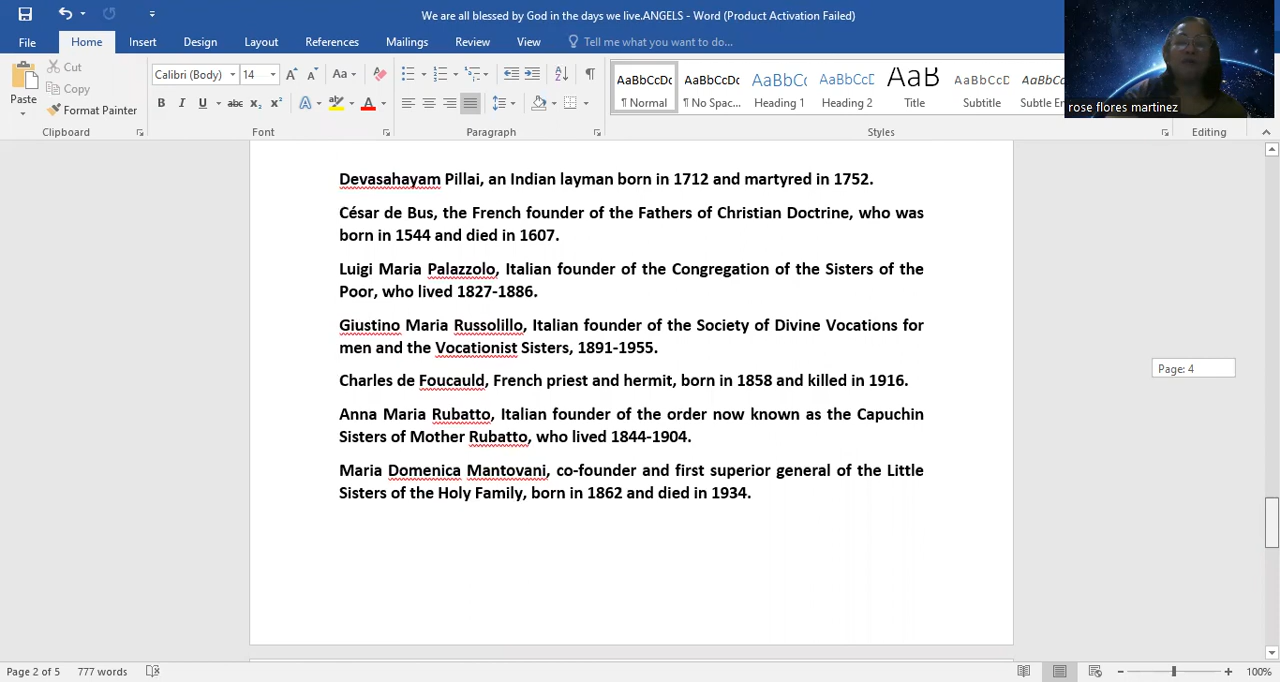 We are all blessed by God in the days we live.ANGELS - Word (Product Activation Failed)
File Home Insert Design Layout References Mailings Review View Tell me what you want to do...
Paste
Cut
Copy
Format Painter
Calibri (Body) 14 Aa
B I U abc x₂ x² A A
AaBbCcDc AaBbCcDc AaBbCcD AaBbCcD AaB AaBbCcD AaBbCcDc
¶ Normal ¶ No Spac... Heading 1 Heading 2 Title Subtitle Subtle Em
Clipboard Font Paragraph Styles Editing
rose flores martinez
Devasahayam Pillai, an Indian layman born in 1712 and martyred in 1752.
César de Bus, the French founder of the Fathers of Christian Doctrine, who was
born in 1544 and died in 1607.
Luigi Maria Palazzolo, Italian founder of the Congregation of the Sisters of the
Poor, who lived 1827-1886.
Giustino Maria Russolillo, Italian founder of the Society of Divine Vocations for
men and the Vocationist Sisters, 1891-1955.
Charles de Foucauld, French priest and hermit, born in 1858 and killed in 1916.
Anna Maria Rubatto, Italian founder of the order now known as the Capuchin
Sisters of Mother Rubatto, who lived 1844-1904.
Maria Domenica Mantovani, co-founder and first superior general of the Little
Sisters of the Holy Family, born in 1862 and died in 1934.
Page: 4
Page 2 of 5 777 words 100%